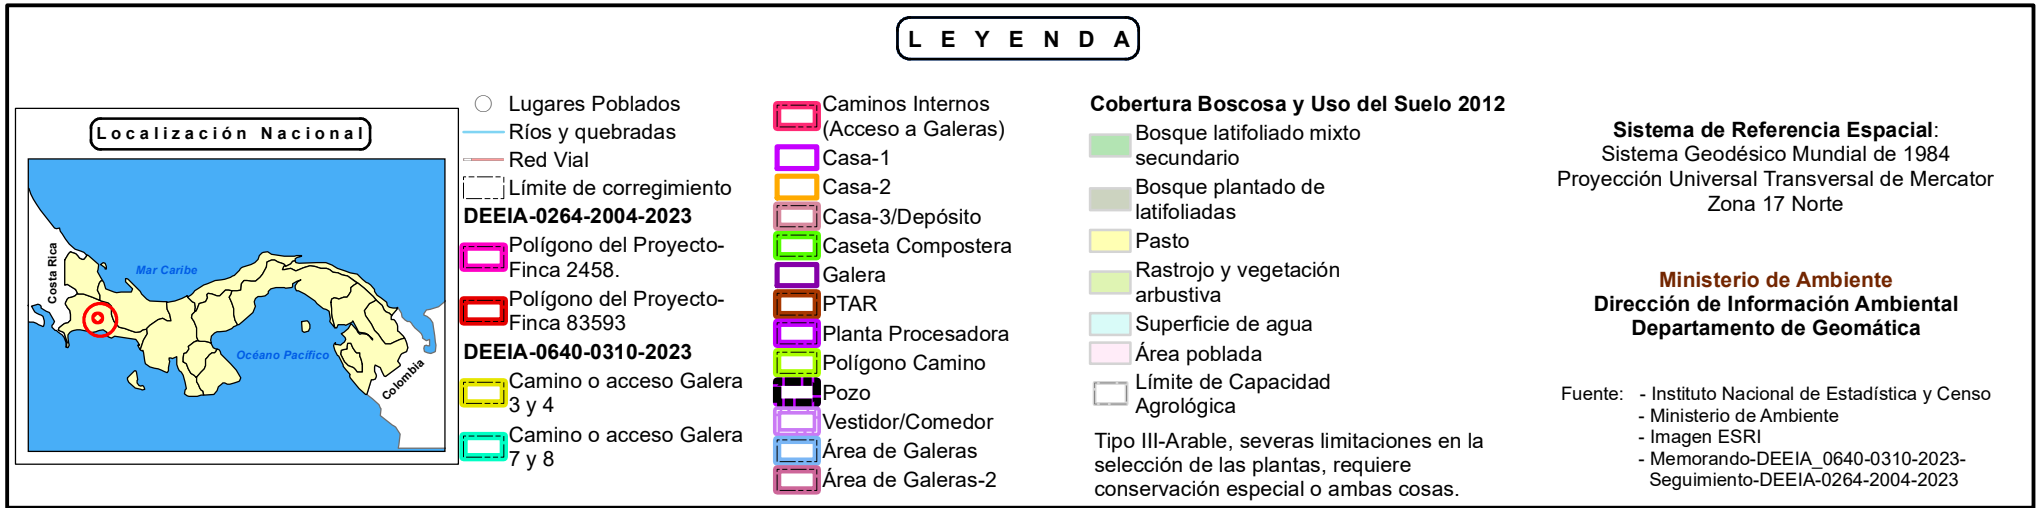 L E Y E N D A
Localización Nacional
Costa Rica
Mar Caribe
Océano Pacífico
Colombia
Lugares Poblados
Ríos y quebradas
Red Vial
Límite de corregimiento
DEEIA-0264-2004-2023
Polígono del Proyecto-
Finca 2458.
Polígono del Proyecto-
Finca 83593
DEEIA-0640-0310-2023
Camino o acceso Galera
3 y 4
Camino o acceso Galera
7 y 8
Caminos Internos
(Acceso a Galeras)
Casa-1
Casa-2
Casa-3/Depósito
Caseta Compostera
Galera
PTAR
Planta Procesadora
Polígono Camino
Pozo
Vestidor/Comedor
Área de Galeras
Área de Galeras-2
Cobertura Boscosa y Uso del Suelo 2012
Bosque latifoliado mixto
secundario
Bosque plantado de
latifoliadas
Pasto
Rastrojo y vegetación
arbustiva
Superficie de agua
Área poblada
Límite de Capacidad
Agrológica
Tipo III-Arable, severas limitaciones en la
selección de las plantas, requiere
conservación especial o ambas cosas.
Sistema de Referencia Espacial:
Sistema Geodésico Mundial de 1984
Proyección Universal Transversal de Mercator
Zona 17 Norte
Ministerio de Ambiente
Dirección de Información Ambiental
Departamento de Geomática
Fuente: - Instituto Nacional de Estadística y Censo
- Ministerio de Ambiente
- Imagen ESRI
- Memorando-DEEIA_0640-0310-2023-
Seguimiento-DEEIA-0264-2004-2023